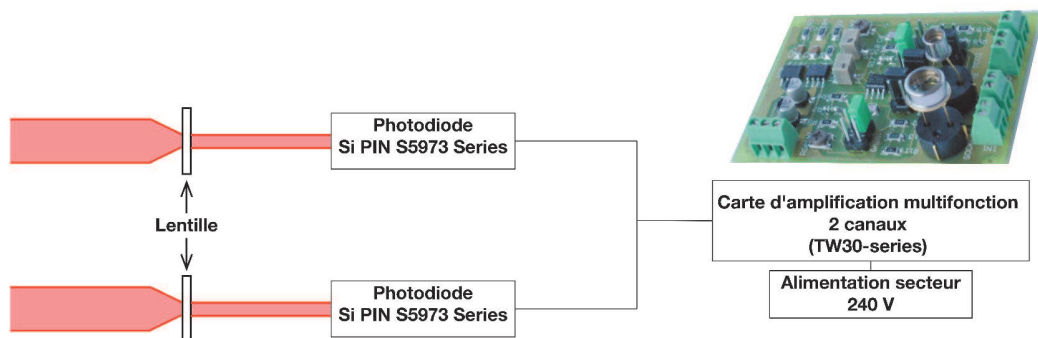 Photodiode
Si PIN S5973 Series
Lentille
Photodiode
Si PIN S5973 Series
Carte d'amplification multifonction
2 canaux
(TW30-series)
Alimentation secteur
240 V